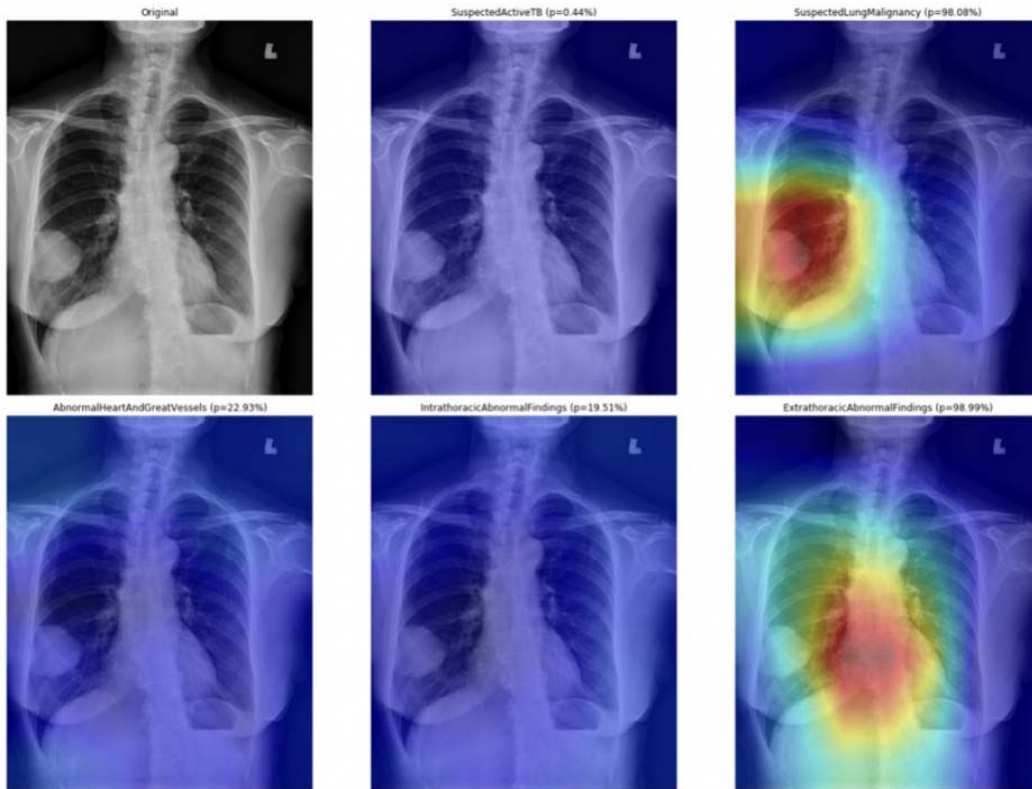 Original
SuspectedActiveTB (p=0.44%)
SuspectedLungMalignancy (p=98.08%)
L
L
L
AbnormalHeartAndGreatVessels (p=22.93%)
IntrathoracicAbnormalFindings (p=19.51%)
ExtrathoracicAbnormalFindings (p=98.99%)
L
L
L